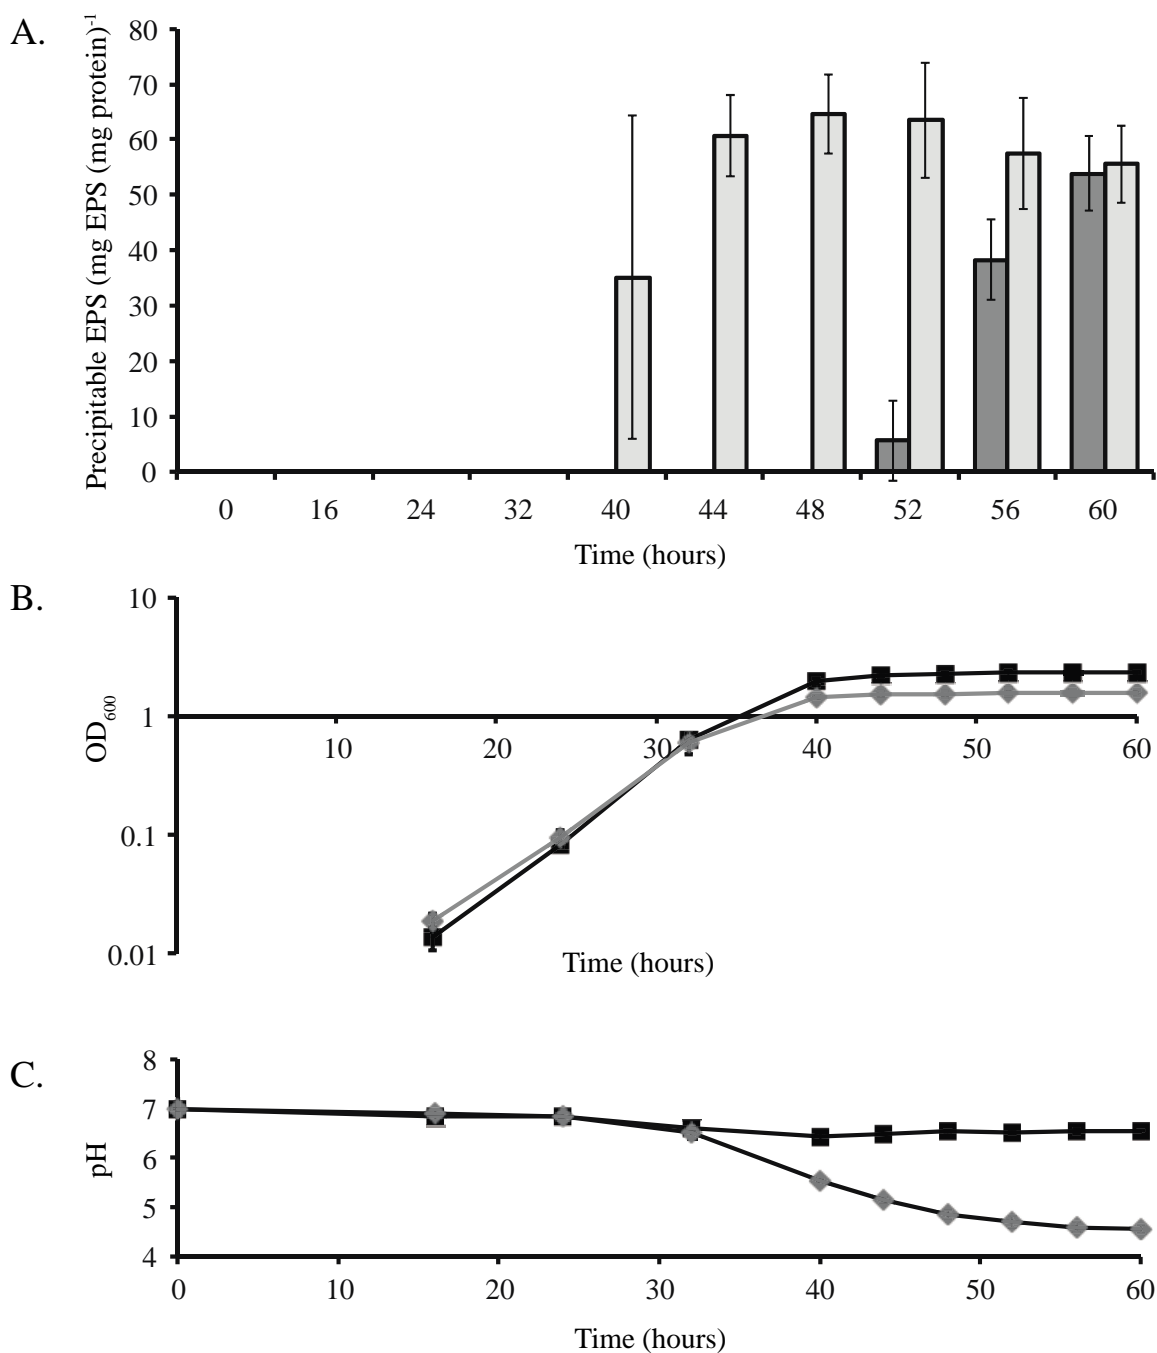 A.
Precipitable EPS (mg EPS (mg protein)⁻¹
80
70
60
50
40
30
20
10
0
0 16 24 32 40 44 48 52 56 60
Time (hours)
B.
OD₆₀₀
10
1
0.1
0.01
10 20 30 40 50 60
Time (hours)
C.
pH
8
7
6
5
4
0 10 20 30 40 50 60
Time (hours)